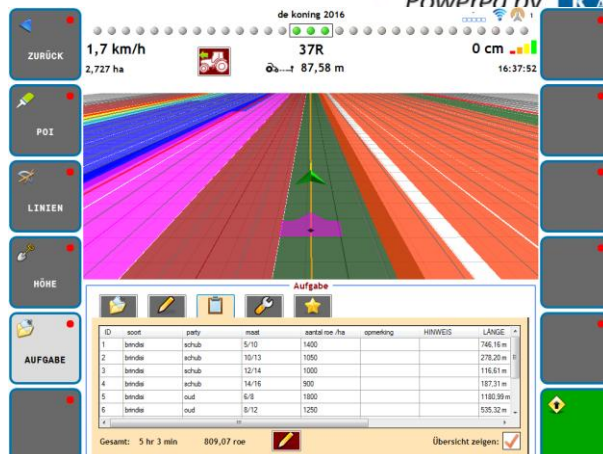 Powered by
de koning 2016
ZURÜCK
1,7 km/h
37R
0 cm
2,727 ha
87,58 m
16:37:52
POI
LINIEN
HÖHE
AUFGABE
Aufgabe
ID soort party maat aantal roe /ha opmerking HINWEIS LÄNGE
1 brindisi schub 5/10 1400 746,16 m
2 brindisi schub 10/13 1050 278,20 m
3 brindisi schub 12/14 1000 116,61 m
4 brindisi schub 14/16 900 187,31 m
5 brindisi oud 6/8 1800 1180,99 m
6 brindisi oud 8/12 1250 535,32 m
Gesamt: 5 hr 3 min 809,07 roe Übersicht zeigen: